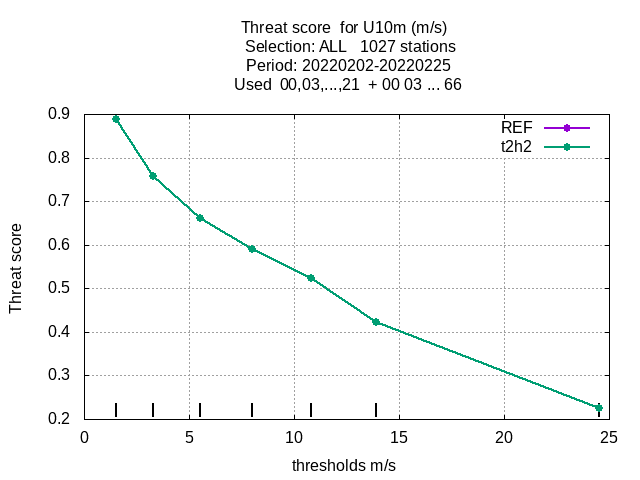 Threat score  for U10m (m/s)
Selection: ALL   1027 stations
Period: 20220202-20220225
Used  00,03,...,21  + 00 03 ... 66
REF
t2h2
0.9
0.8
0.7
0.6
0.5
0.4
0.3
0.2
Threat score
0 5 10 15 20 25
thresholds m/s